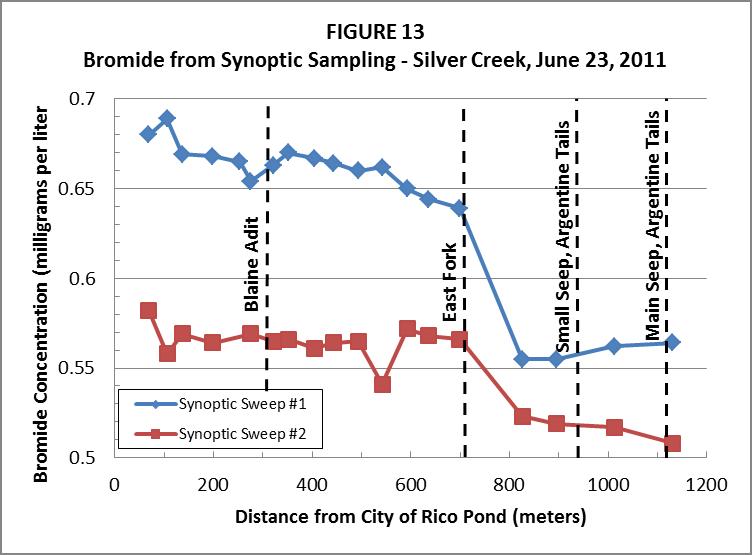 FIGURE 13
Bromide from Synoptic Sampling - Silver Creek, June 23, 2011
Bromide Concentration (milligrams per liter
0.7
0.65
0.6
0.55
0.5
Blaine Adit
East Fork
Small Seep, Argentine Tails
Main Seep, Argentine Tails
Synoptic Sweep #1
Synoptic Sweep #2
0 200 400 600 800 1000 1200
Distance from City of Rico Pond (meters)